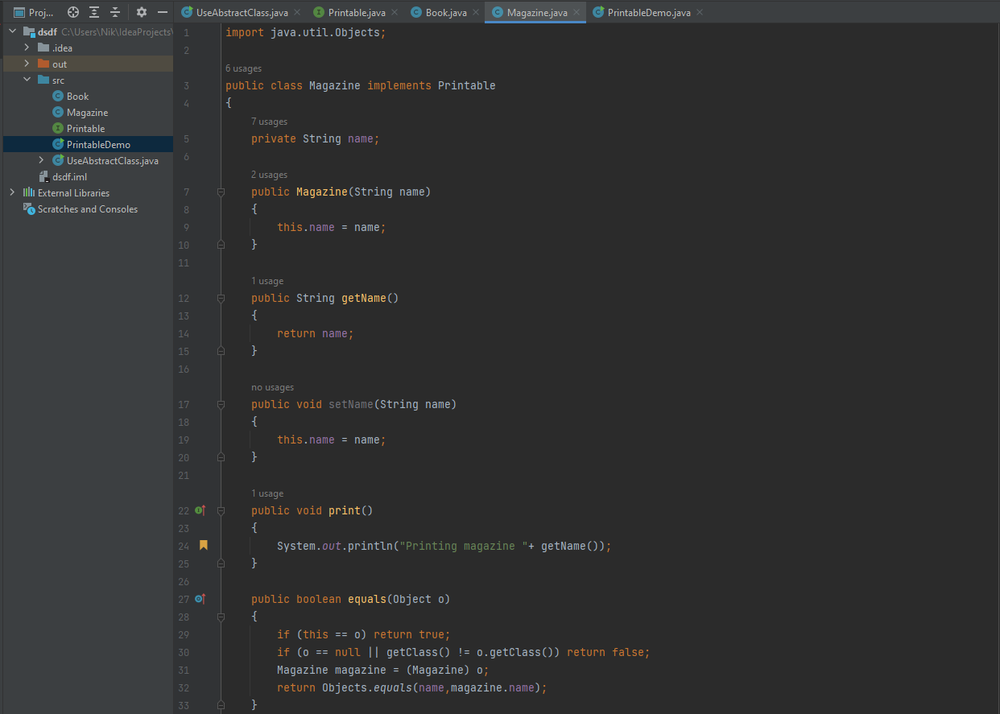 Proj...
UseAbstractClass.java
Printable.java
Book.java
Magazine.java
PrintableDemo.java
dsdf C:\Users\Nik\IdeaProjects\
.idea
out
src
Book
Magazine
Printable
PrintableDemo
UseAbstractClass.java
dsdf.iml
External Libraries
Scratches and Consoles
1 import java.util.Objects;
2
6 usages
3 public class Magazine implements Printable
4 {
7 usages
5 private String name;
6
2 usages
7 public Magazine(String name)
8 {
9 this.name = name;
10 }
11
1 usage
12 public String getName()
13 {
14 return name;
15 }
16
no usages
17 public void setName(String name)
18 {
19 this.name = name;
20 }
21
1 usage
22 public void print()
23 {
24 System.out.println("Printing magazine "+ getName());
25 }
26
27 public boolean equals(Object o)
28 {
29 if (this == o) return true;
30 if (o == null || getClass() != o.getClass()) return false;
31 Magazine magazine = (Magazine) o;
32 return Objects.equals(name,magazine.name);
33 }